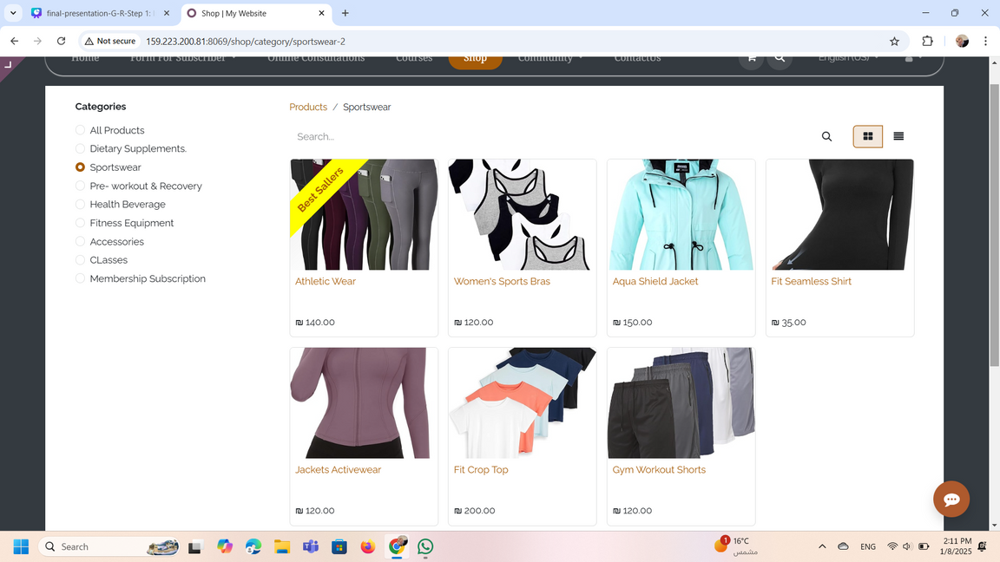 final-presentation-G-R-Step 1:
Shop | My Website
Not secure
159.223.200.81:8069/shop/category/sportswear-2
Home
Form For Subscriber
Online Consultations
Courses
Shop
Community
ContactUs
English (US)
Categories
All Products
Dietary Supplements.
Sportswear
Pre- workout & Recovery
Health Beverage
Fitness Equipment
Accessories
CLasses
Membership Subscription
Products / Sportswear
Search...
Best Sallers
Athletic Wear
₪ 140.00
Women's Sports Bras
₪ 120.00
Aqua Shield Jacket
₪ 150.00
Fit Seamless Shirt
₪ 35.00
Jackets Activewear
₪ 120.00
Fit Crop Top
₪ 200.00
Gym Workout Shorts
₪ 120.00
Search
1
16°C
مشمس
ENG
2:11 PM
1/8/2025